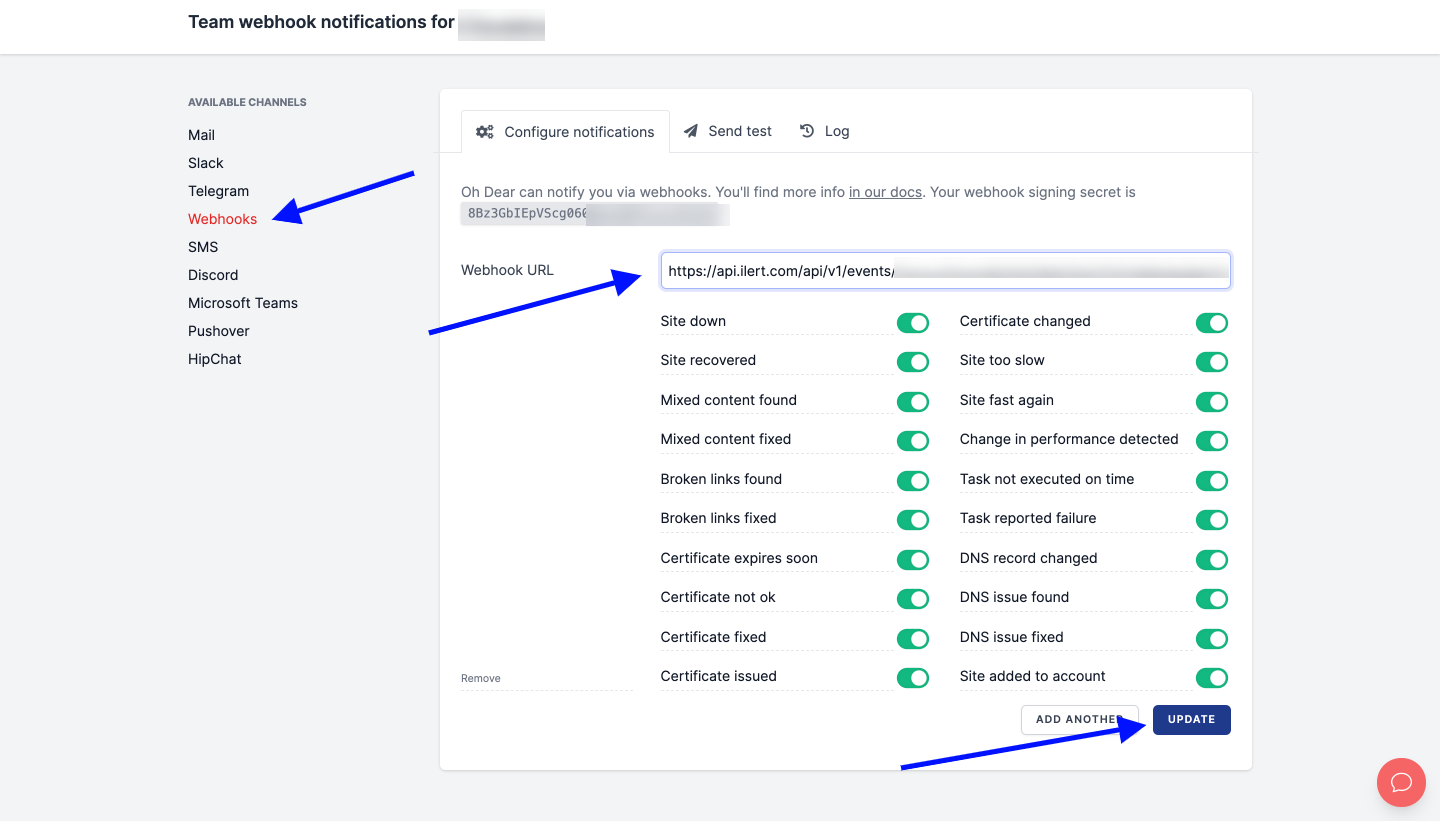 Team webhook notifications for
AVAILABLE CHANNELS
Mail
Slack
Telegram
Webhooks
SMS
Discord
Microsoft Teams
Pushover
HipChat
Configure notifications
Send test
Log
Oh Dear can notify you via webhooks. You'll find more info in our docs. Your webhook signing secret is
8Bz3GbIEpVScg06
Webhook URL
https://api.ilert.com/api/v1/events/
Site down
Certificate changed
Site recovered
Site too slow
Mixed content found
Site fast again
Mixed content fixed
Change in performance detected
Broken links found
Task not executed on time
Broken links fixed
Task reported failure
Certificate expires soon
DNS record changed
Certificate not ok
DNS issue found
Certificate fixed
DNS issue fixed
Remove
Certificate issued
Site added to account
ADD ANOTHER
UPDATE